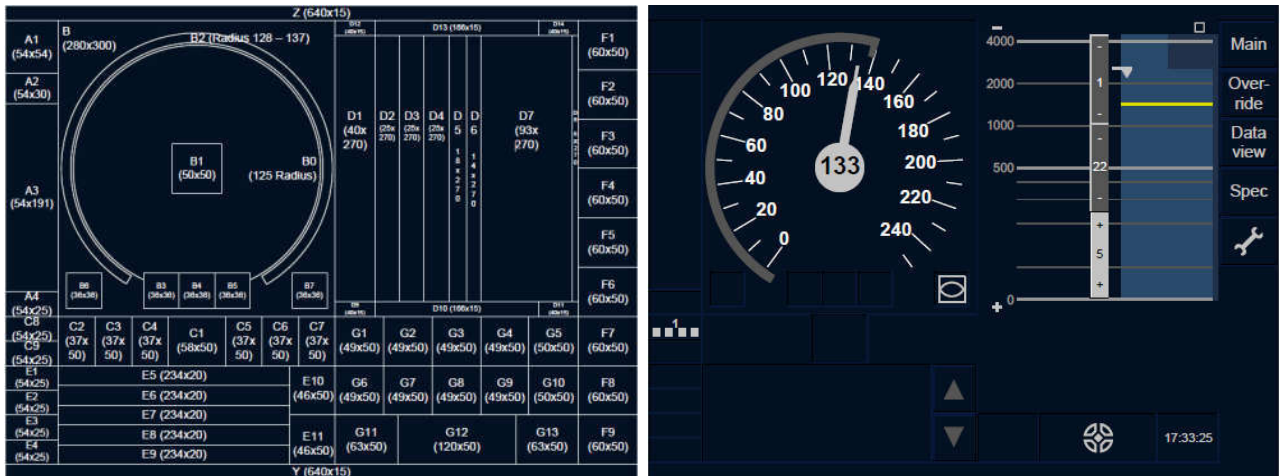 Z (640x15)
A1
(54x54)
A2
(54x30)
A3
(54x191)
A4
(54x25)
B
(280x300)
B2 (Radius 128 – 137)
B1
(50x50)
B0
(125 Radius)
B6
(36x36)
B3
(36x36)
B4
(36x36)
B5
(36x36)
B7
(36x36)
D12
(40x15)
D13 (166x15)
D14
(40x15)
D1
(40x
270)
D2
(25x
270)
D3
(25x
270)
D4
(25x
270)
D
5
18x270
D
6
14x270
D7
(93x
270)
D9
(40x15)
D10 (166x15)
D11
(40x15)
F1
(60x50)
F2
(60x50)
F3
(60x50)
F4
(60x50)
F5
(60x50)
F6
(60x50)
C8
(54x25)
C9
(54x25)
C2
(37x
50)
C3
(37x
50)
C4
(37x
50)
C1
(58x50)
C5
(37x
50)
C6
(37x
50)
C7
(37x
50)
G1
(49x50)
G2
(49x50)
G3
(49x50)
G4
(49x50)
G5
(50x50)
F7
(60x50)
E1
(54x25)
E2
(54x25)
E3
(54x25)
E4
(54x25)
E5 (234x20)
E6 (234x20)
E7 (234x20)
E8 (234x20)
E9 (234x20)
E10
(46x50)
E11
(46x50)
G6
(49x50)
G7
(49x50)
G8
(49x50)
G9
(49x50)
G10
(50x50)
F8
(60x50)
G11
(63x50)
G12
(120x50)
G13
(63x50)
F9
(60x50)
Y (640x15)
0
20
40
60
80
100
120
140
160
180
200
220
240
133
1
4000
2000
1000
500
0
-
1
-
-
22
-
+
5
+
Main
Over-
ride
Data
view
Spec
17:33:25